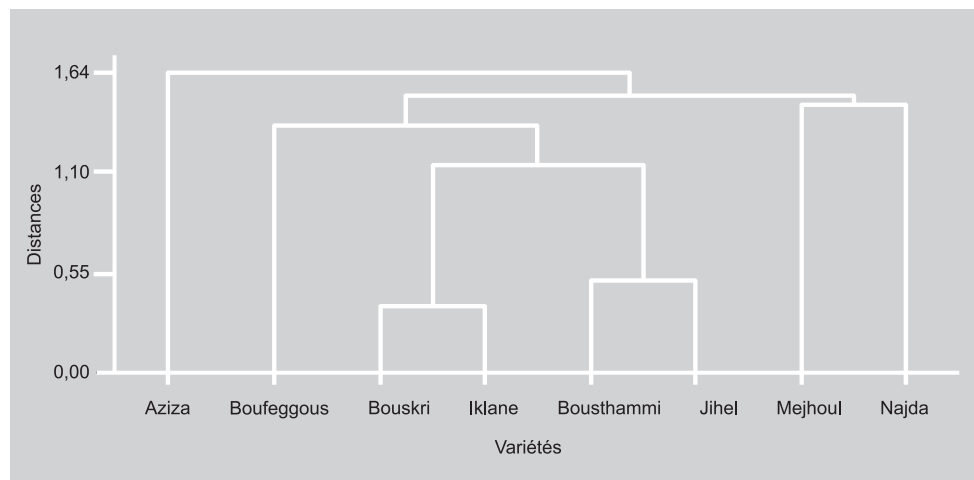 1,64
1,10
0,55
0,00
Distances
Aziza Boufeggous Bouskri Iklane Bousthammi Jihel Mejhoul Najda
Variétés